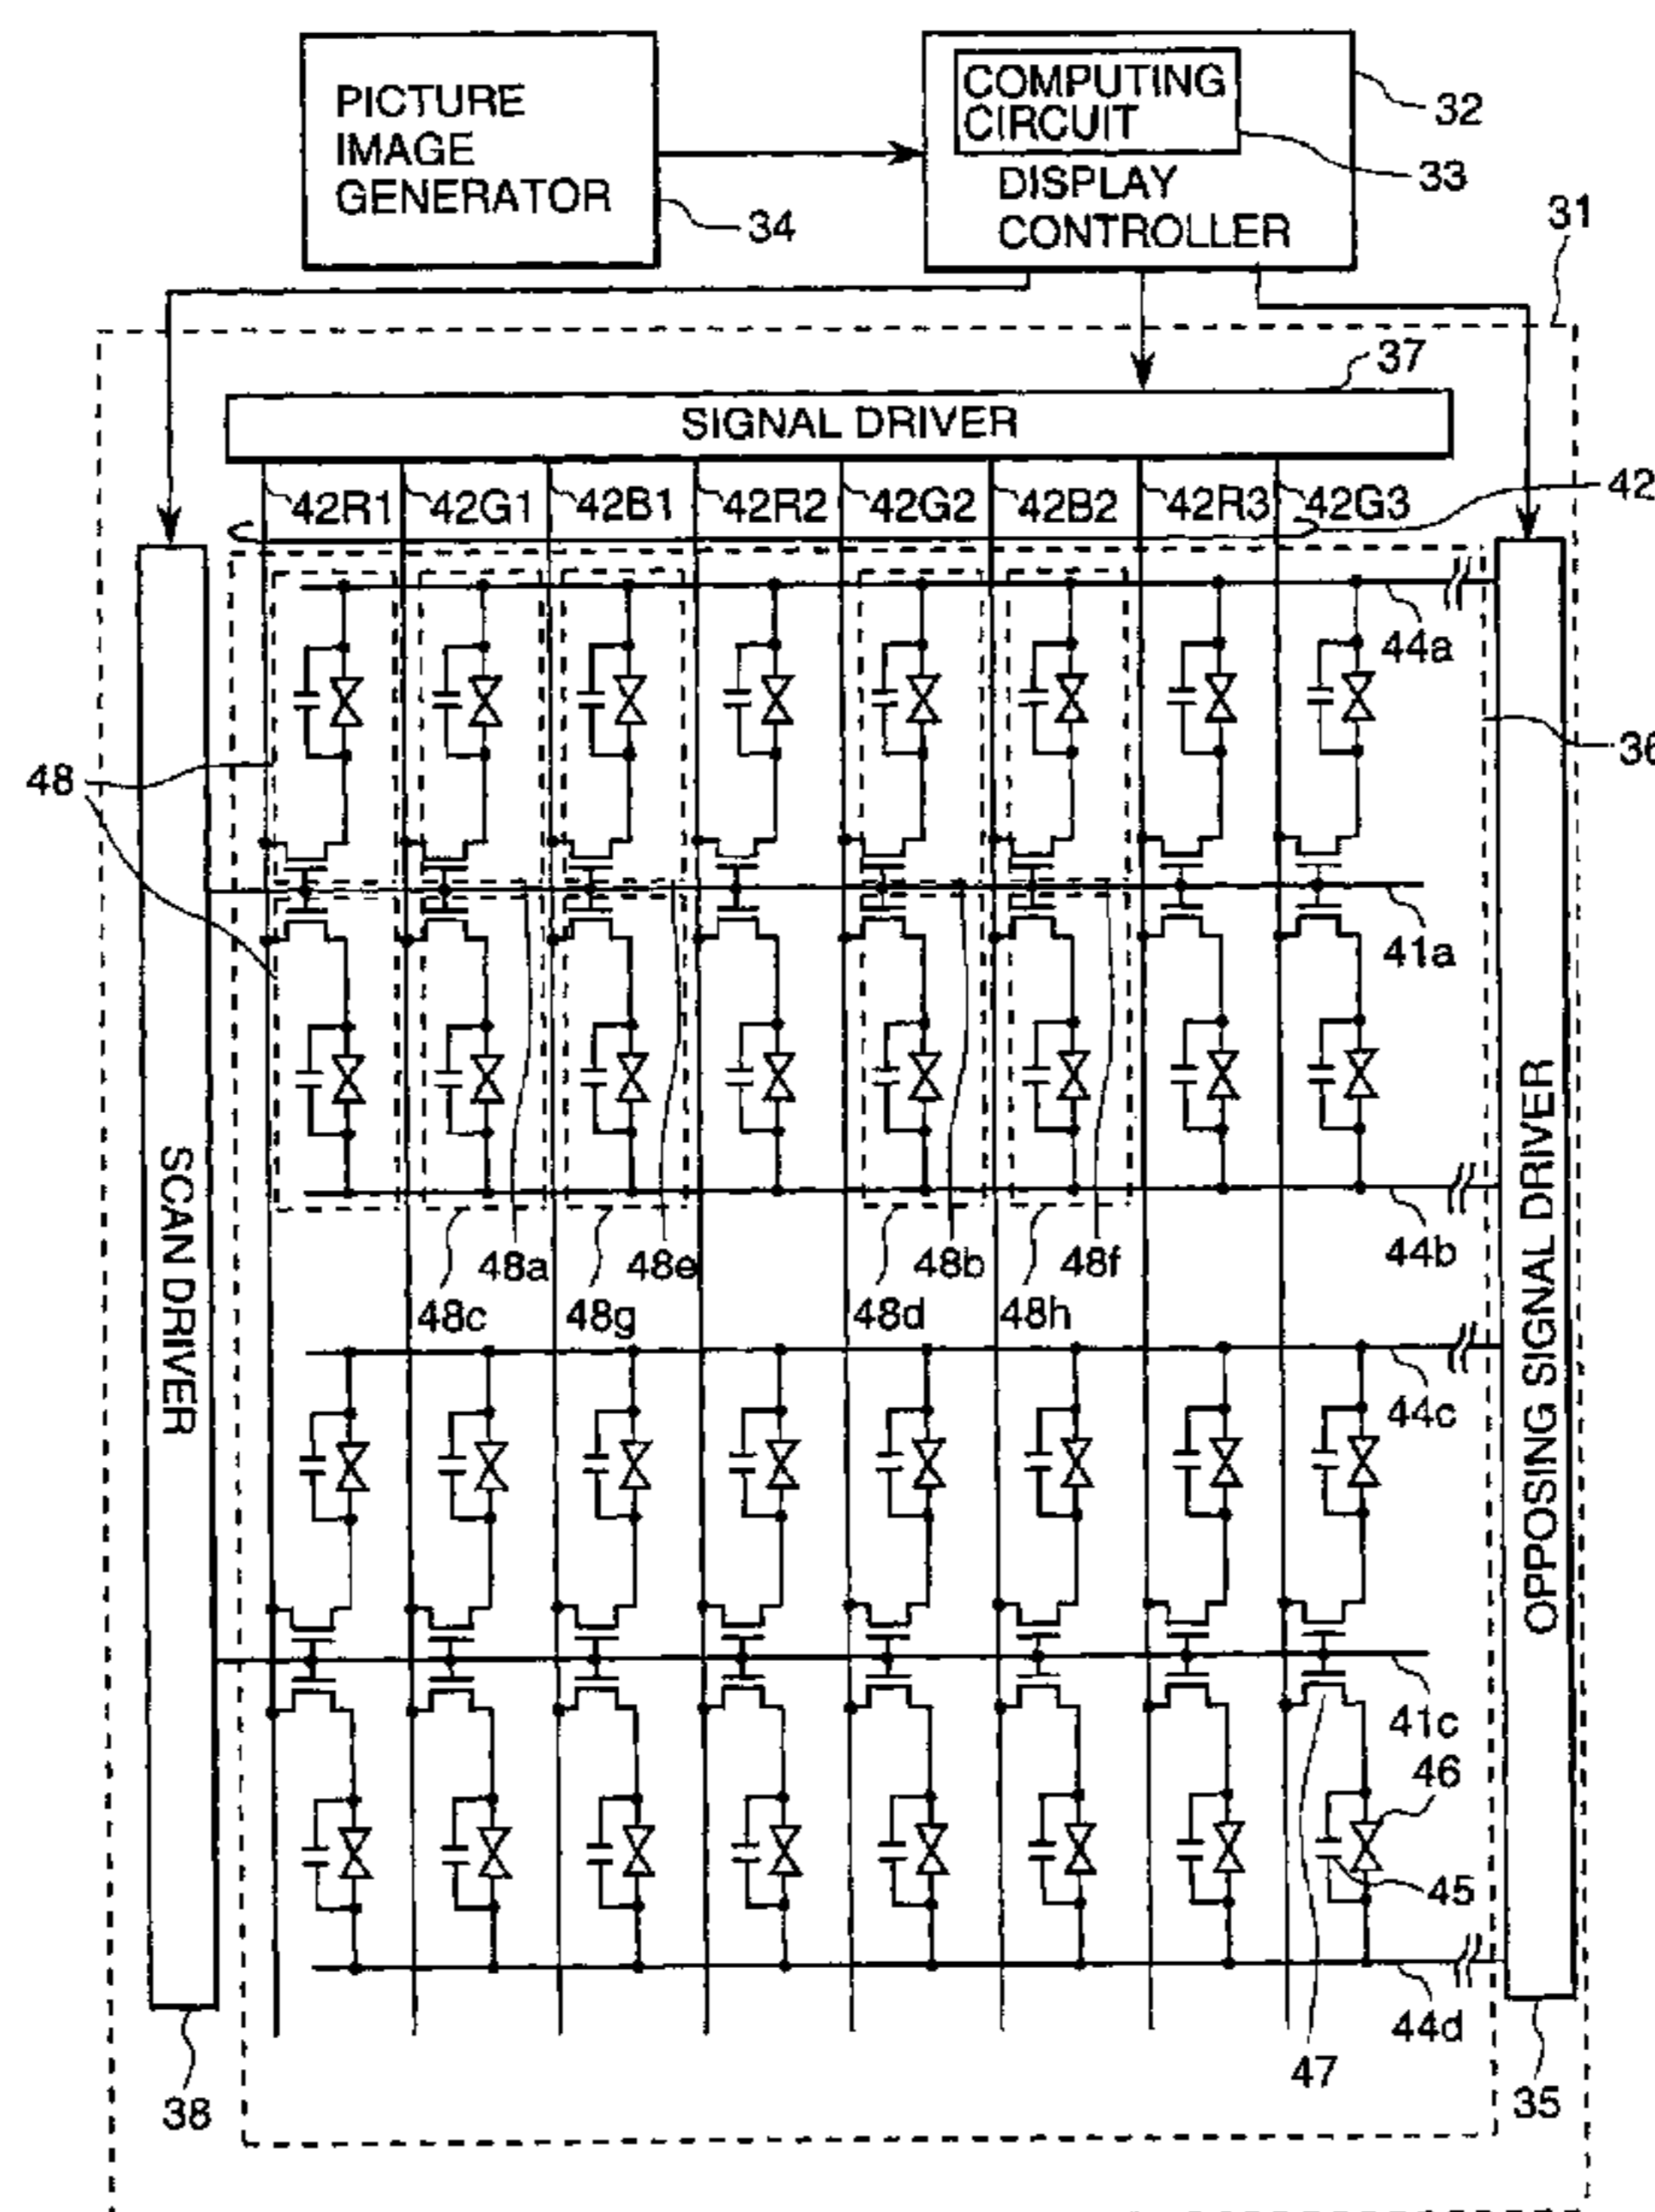 PICTURE
IMAGE
GENERATOR
34
COMPUTING
CIRCUIT
DISPLAY
CONTROLLER
32
33
31
37
SIGNAL DRIVER
42R1 42G1 42B1 42R2 42G2 42B2 42R3 42G3
42
44a
36
48
41a
SCAN DRIVER
OPPOSING SIGNAL DRIVER
48a 48e 48b 48f
44b
48c 48g 48d 48h
44c
41c
46
45
44d
47
38
35